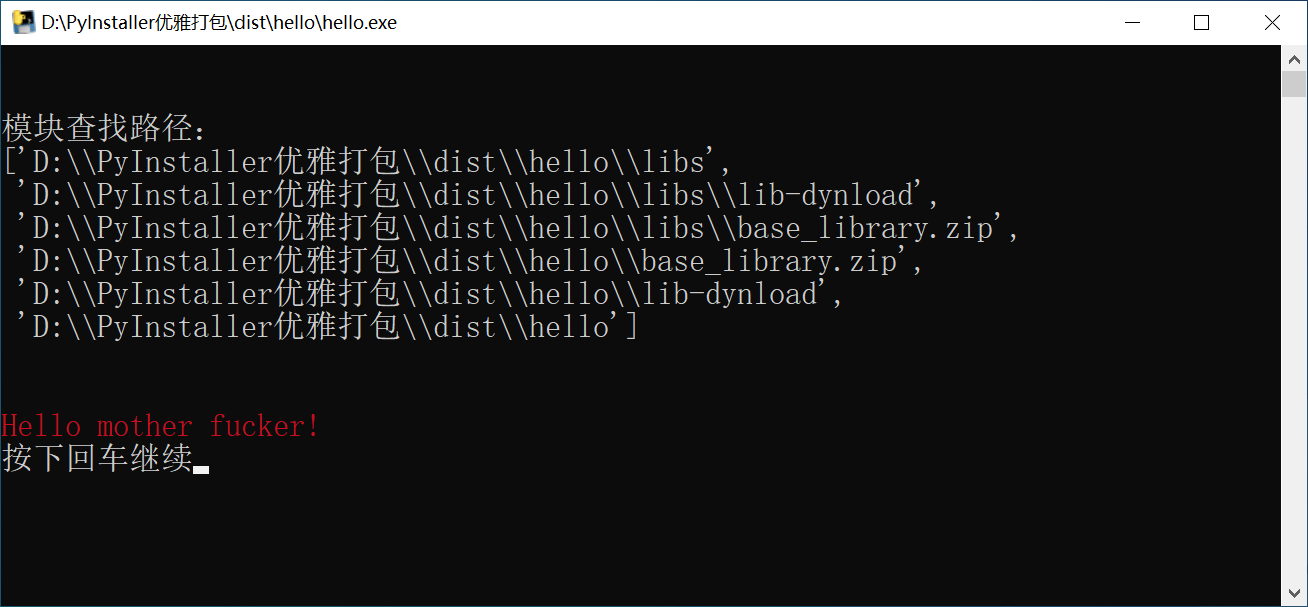 D:\PyInstaller优雅打包\dist\hello\hello.exe
模块查找路径：
['D:\\PyInstaller优雅打包\\dist\\hello\\libs',
 'D:\\PyInstaller优雅打包\\dist\\hello\\libs\\lib-dynload',
 'D:\\PyInstaller优雅打包\\dist\\hello\\libs\\base_library.zip',
 'D:\\PyInstaller优雅打包\\dist\\hello\\base_library.zip',
 'D:\\PyInstaller优雅打包\\dist\\hello\\lib-dynload',
 'D:\\PyInstaller优雅打包\\dist\\hello']
Hello mother fucker!
按下回车继续